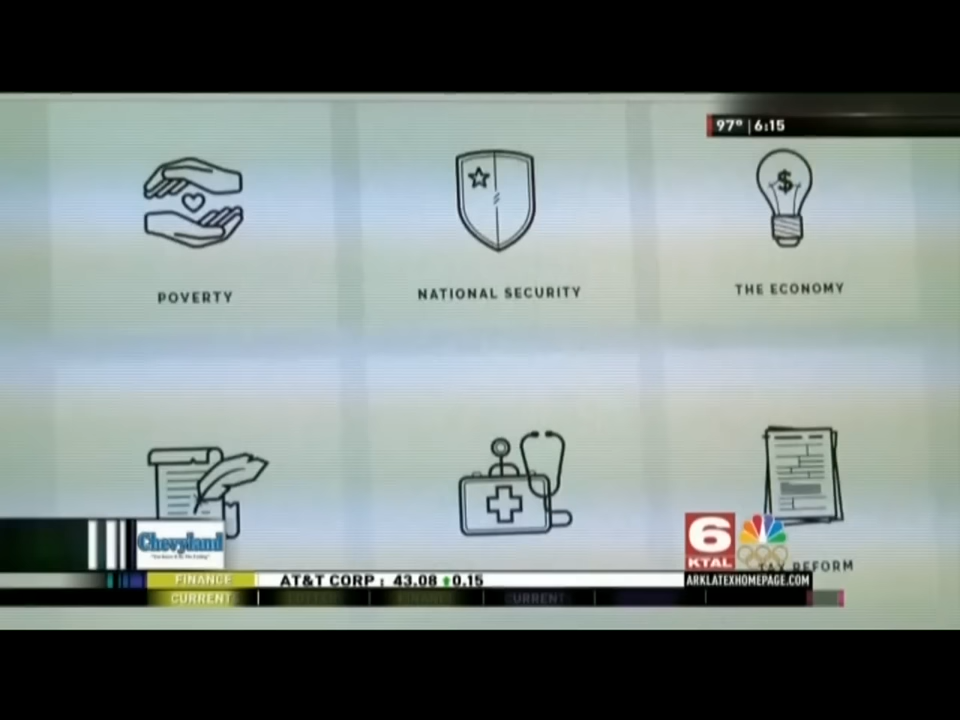 97° | 6:15
$
POVERTY
NATIONAL SECURITY
THE ECONOMY
Chevyland
6
KTAL
TAX REFORM
FINANCE
AT&T CORP : 43.08 0.15
ARKLATEXHOMEPAGE.COM
CURRENT
CURRENT